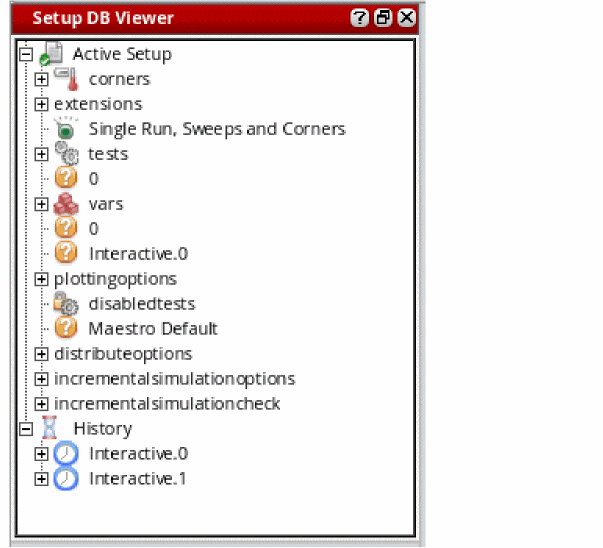 Setup DB Viewer
Active Setup
corners
extensions
Single Run, Sweeps and Corners
tests
0
vars
0
Interactive.0
plottingoptions
disabledtests
Maestro Default
distributeoptions
incrementalsimulationoptions
incrementalsimulationcheck
History
Interactive.0
Interactive.1